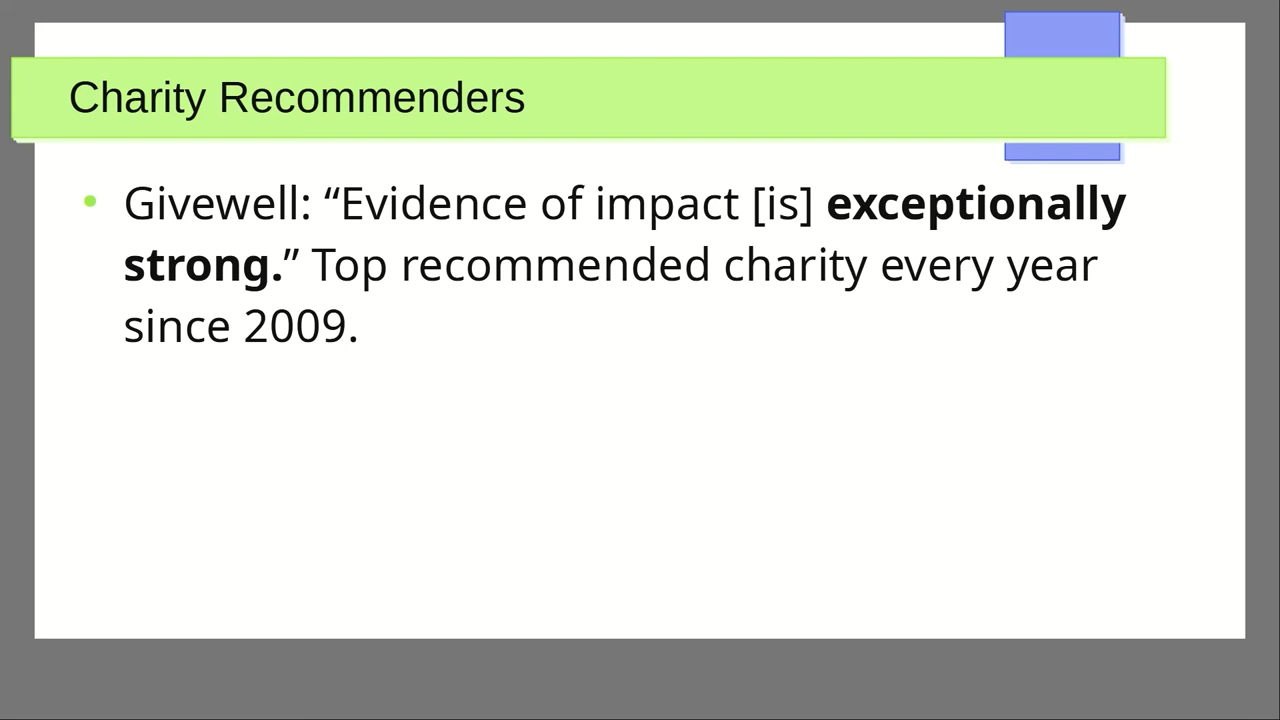 Charity Recommenders
Givewell: “Evidence of impact [is] exceptionally
strong.” Top recommended charity every year
since 2009.